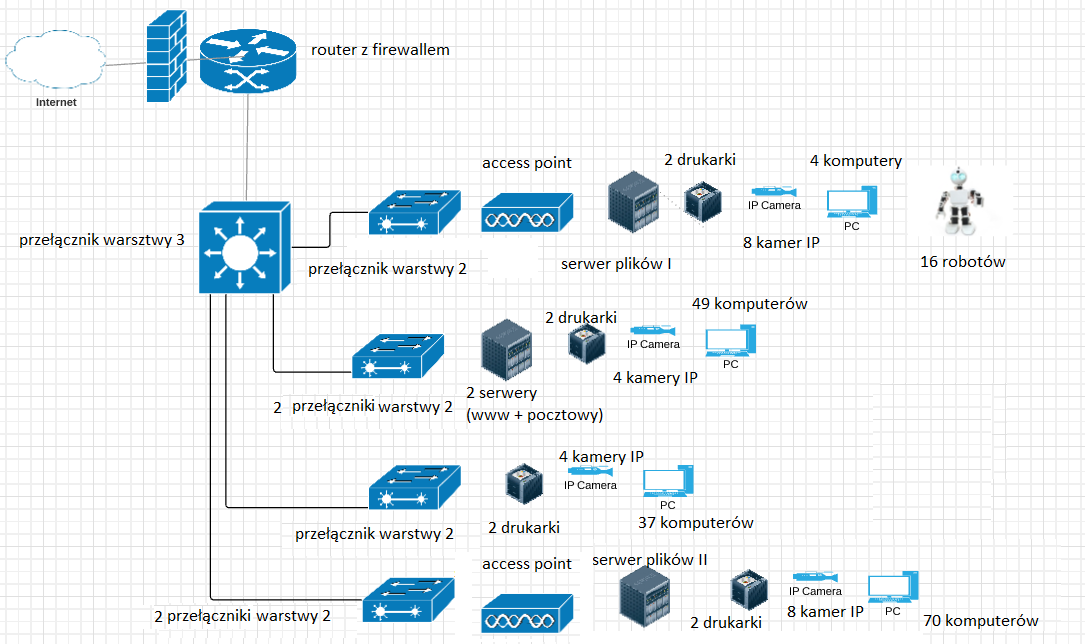 router z firewallem
Internet
access point
2 drukarki
4 komputery
IP Camera
PC
przełącznik warsztwy 3
8 kamer IP
przełącznik warstwy 2
serwer plików I
16 robotów
49 komputerów
2 drukarki
IP Camera
PC
4 kamery IP
2 przełączniki warstwy 2
2 serwery
(www + pocztowy)
4 kamery IP
IP Camera
PC
przełącznik warstwy 2
2 drukarki
37 komputerów
access point
serwer plików II
IP Camera
PC
2 przełączniki warstwy 2
2 drukarki
8 kamer IP
70 komputerów